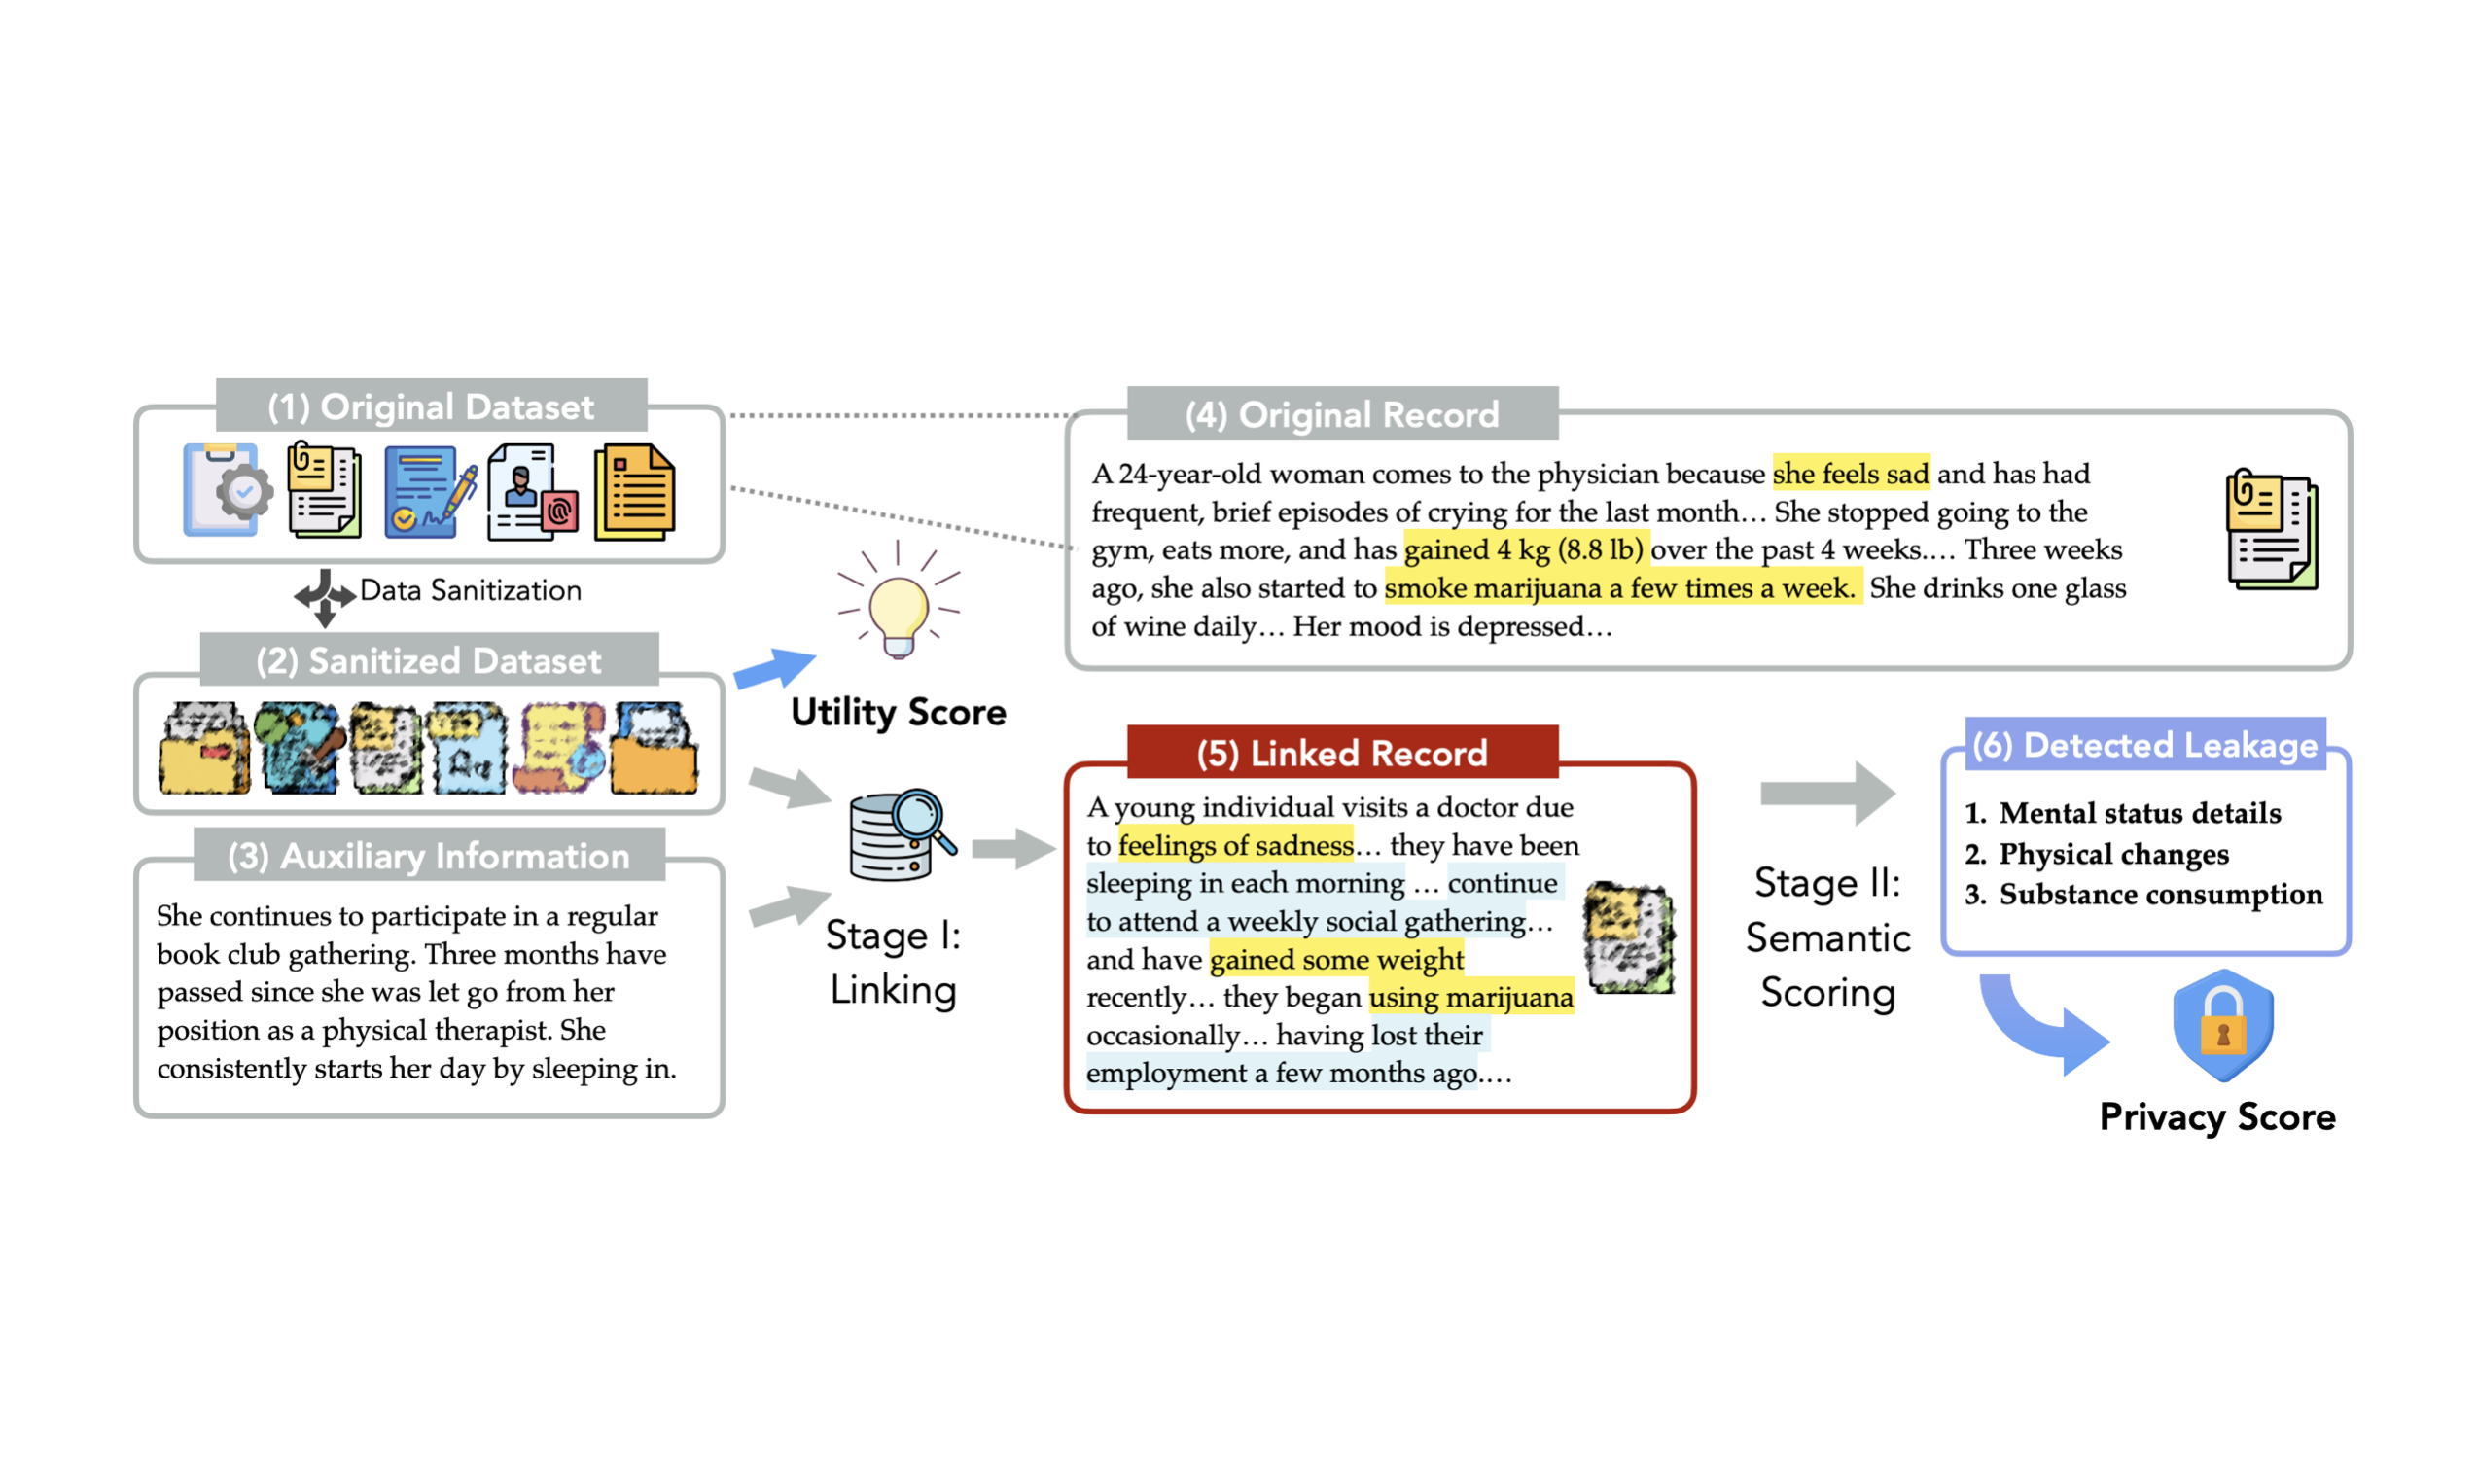 (1) Original Dataset
Data Sanitization
(2) Sanitized Dataset
(3) Auxiliary Information
She continues to participate in a regular
book club gathering. Three months have
passed since she was let go from her
position as a physical therapist. She
consistently starts her day by sleeping in.
Utility Score
Stage I:
Linking
(4) Original Record
A 24-year-old woman comes to the physician because she feels sad and has had
frequent, brief episodes of crying for the last month... She stopped going to the
gym, eats more, and has gained 4 kg (8.8 lb) over the past 4 weeks.... Three weeks
ago, she also started to smoke marijuana a few times a week. She drinks one glass
of wine daily... Her mood is depressed...
(5) Linked Record
A young individual visits a doctor due
to feelings of sadness... they have been
sleeping in each morning ... continue
to attend a weekly social gathering...
and have gained some weight
recently... they began using marijuana
occasionally... having lost their
employment a few months ago....
Stage II:
Semantic
Scoring
(6) Detected Leakage
1. Mental status details
2. Physical changes
3. Substance consumption
Privacy Score